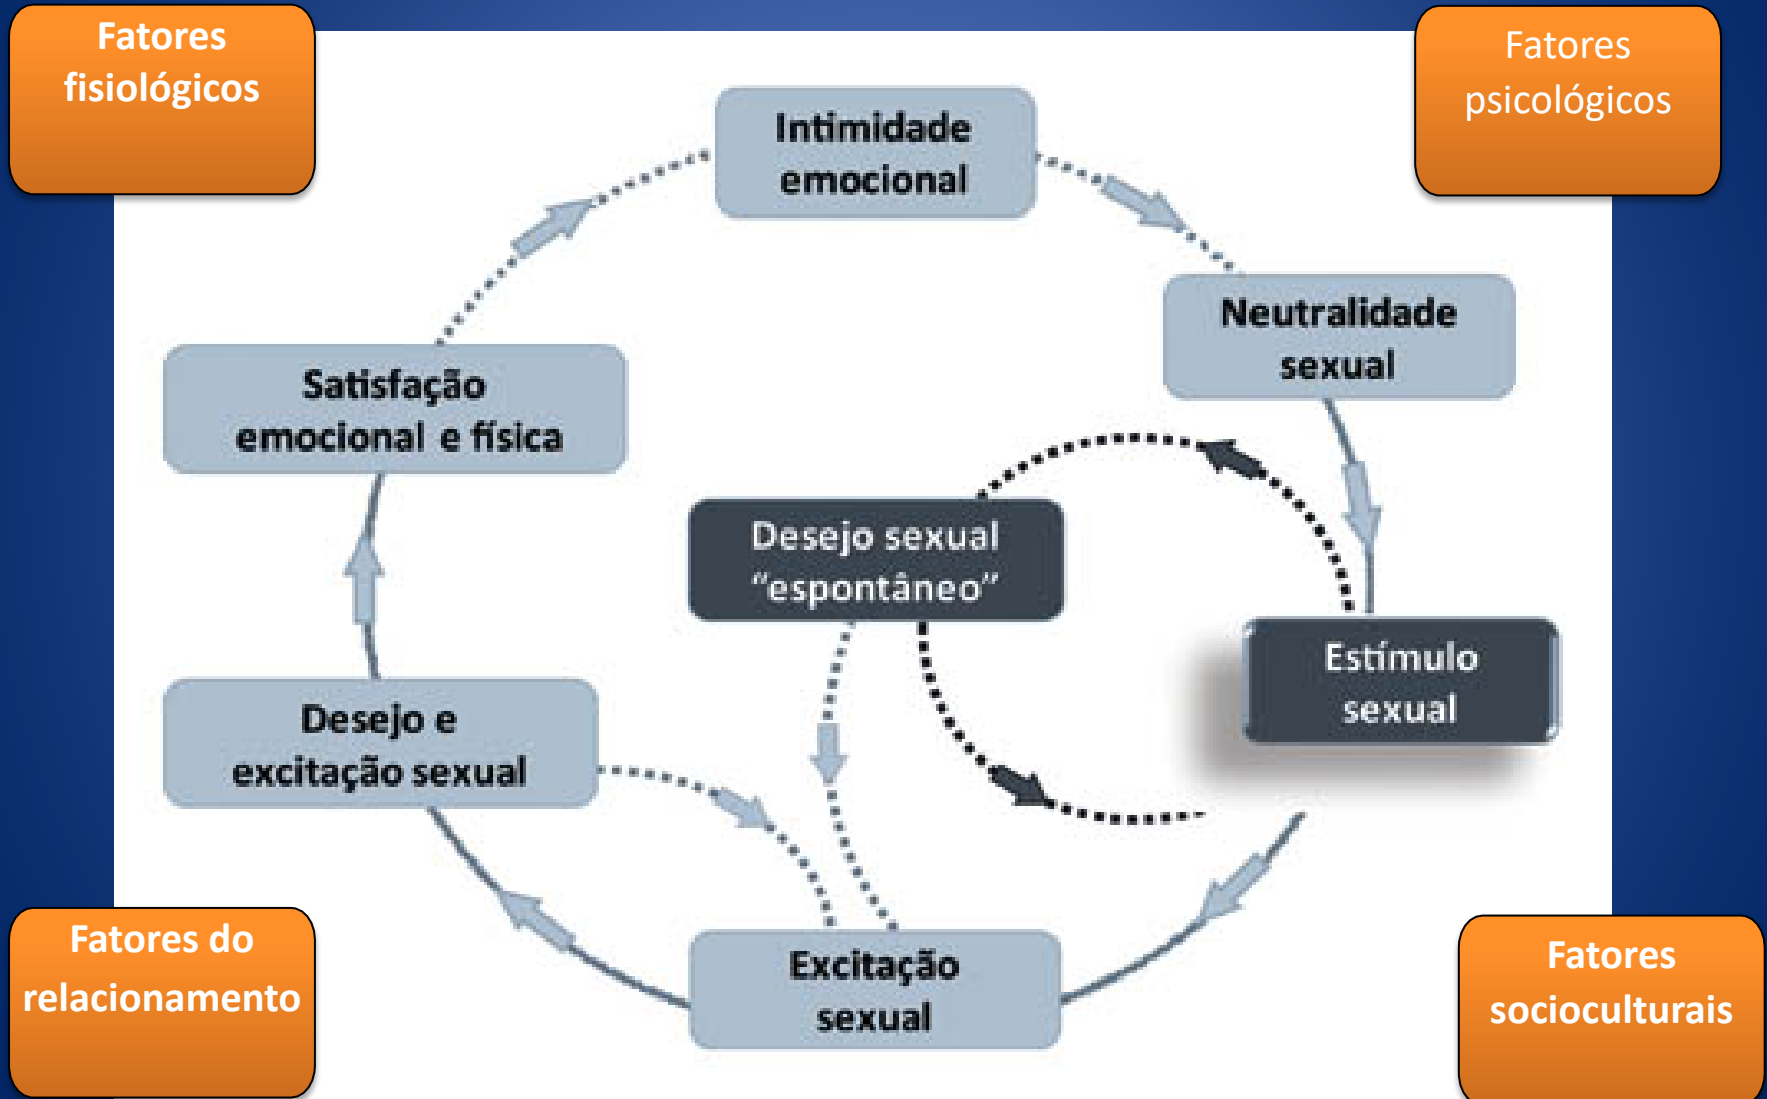 Fatores
fisiológicos
Fatores
psicológicos
Intimidade
emocional
Neutralidade
sexual
Satisfação
emocional e física
Desejo sexual
“espontâneo”
Estímulo
sexual
Desejo e
excitação sexual
Excitação
sexual
Fatores do
relacionamento
Fatores
socioculturais